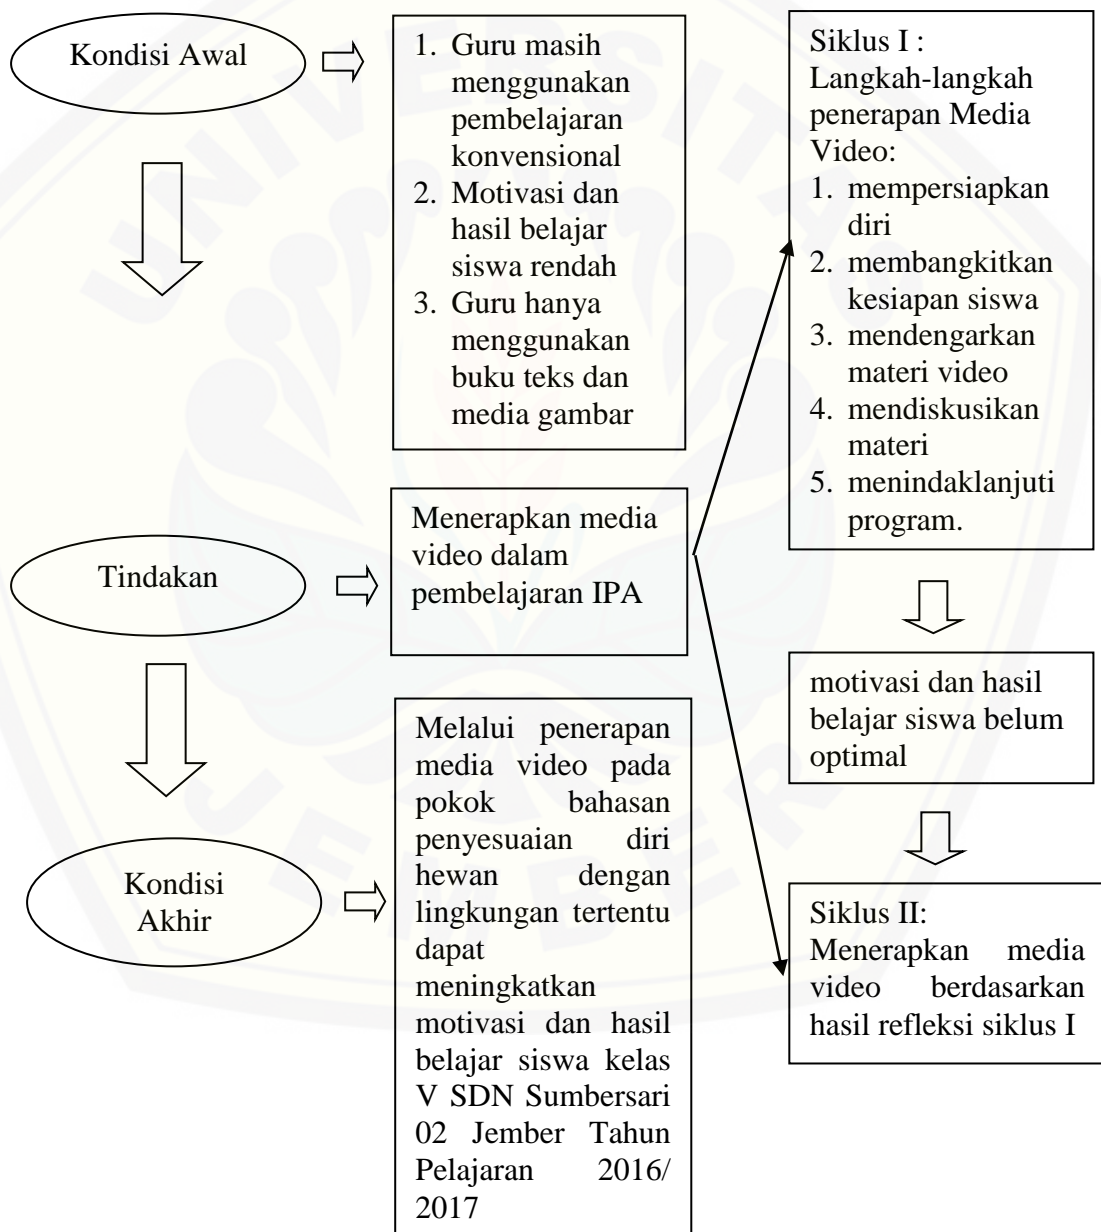 Kondisi Awal
1. Guru masih
menggunakan
pembelajaran
konvensional
2. Motivasi dan
hasil belajar
siswa rendah
3. Guru hanya
menggunakan
buku teks dan
media gambar
Siklus I :
Langkah-langkah
penerapan Media
Video:
1. mempersiapkan
diri
2. membangkitkan
kesiapan siswa
3. mendengarkan
materi video
4. mendiskusikan
materi
5. menindaklanjuti
program.
Tindakan
Menerapkan media
video dalam
pembelajaran IPA
motivasi dan hasil
belajar siswa belum
optimal
Kondisi
Akhir
Melalui penerapan
media video pada
pokok bahasan
penyesuaian diri
hewan dengan
lingkungan tertentu
dapat
meningkatkan
motivasi dan hasil
belajar siswa kelas
V SDN Sumbersari
02 Jember Tahun
Pelajaran 2016/
2017
Siklus II:
Menerapkan media
video berdasarkan
hasil refleksi siklus I
UNIVERSITAS
JEMBER